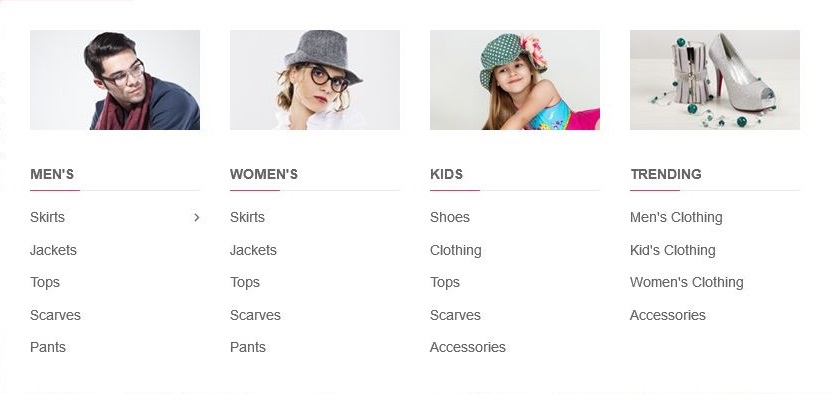 MEN'S
Skirts
Jackets
Tops
Scarves
Pants
WOMEN'S
Skirts
Jackets
Tops
Scarves
Pants
KIDS
Shoes
Clothing
Tops
Scarves
Accessories
TRENDING
Men's Clothing
Kid's Clothing
Women's Clothing
Accessories